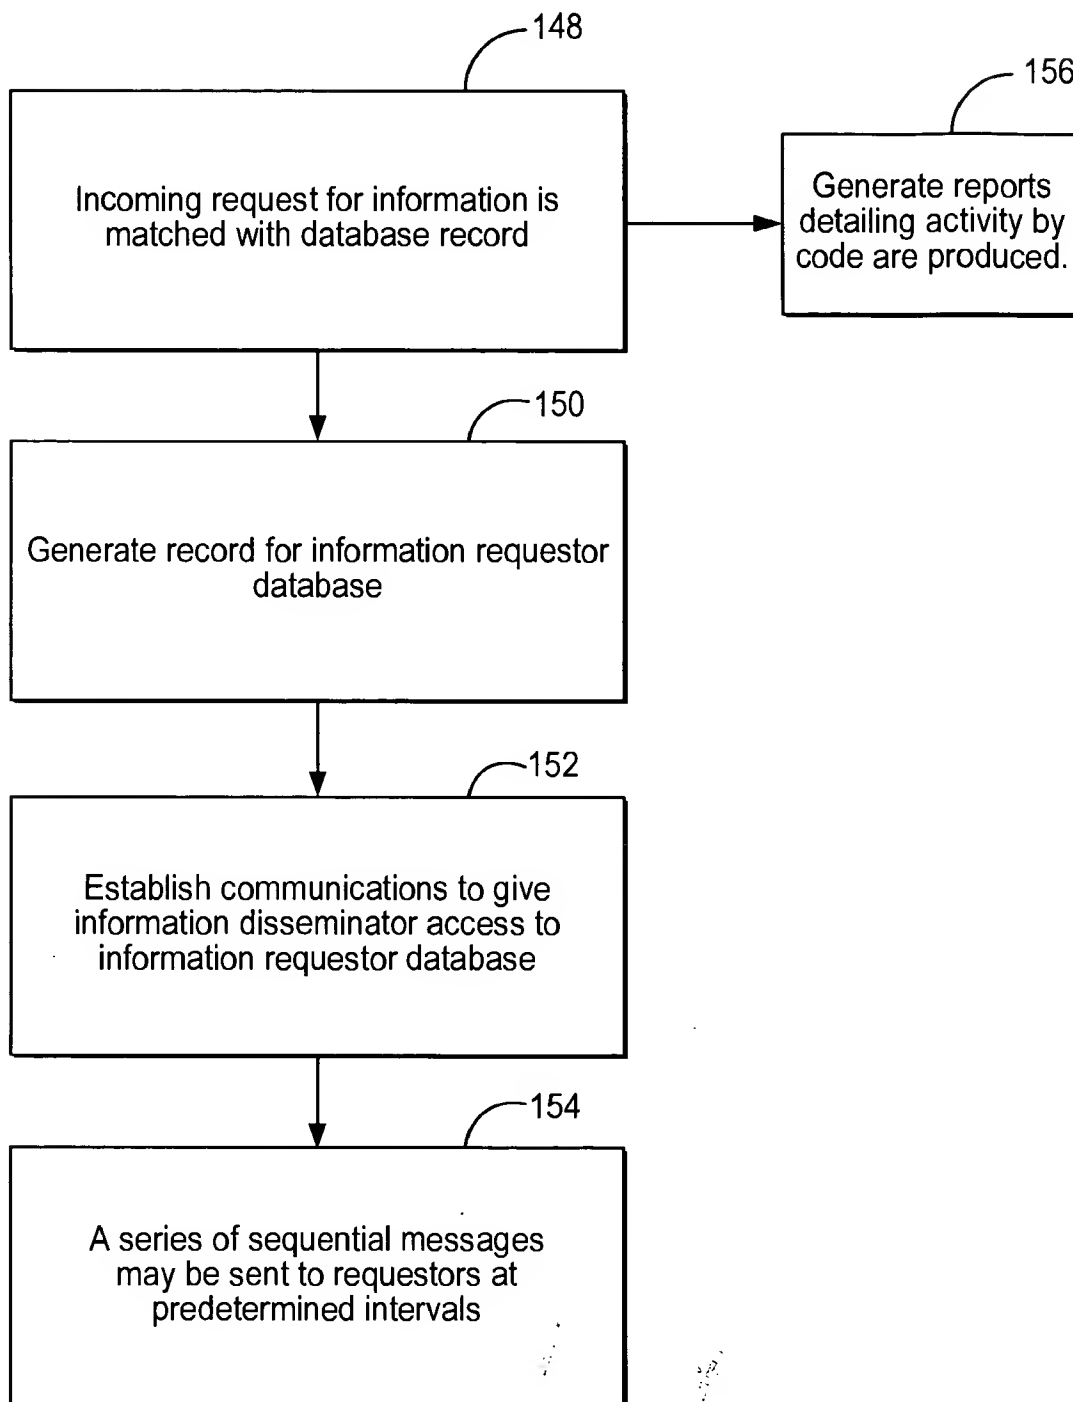 148
156
Incoming request for information is
matched with database record
Generate reports
detailing activity by
code are produced.
150
Generate record for information requestor
database
152
Establish communications to give
information disseminator access to
information requestor database
154
A series of sequential messages
may be sent to requestors at
predetermined intervals